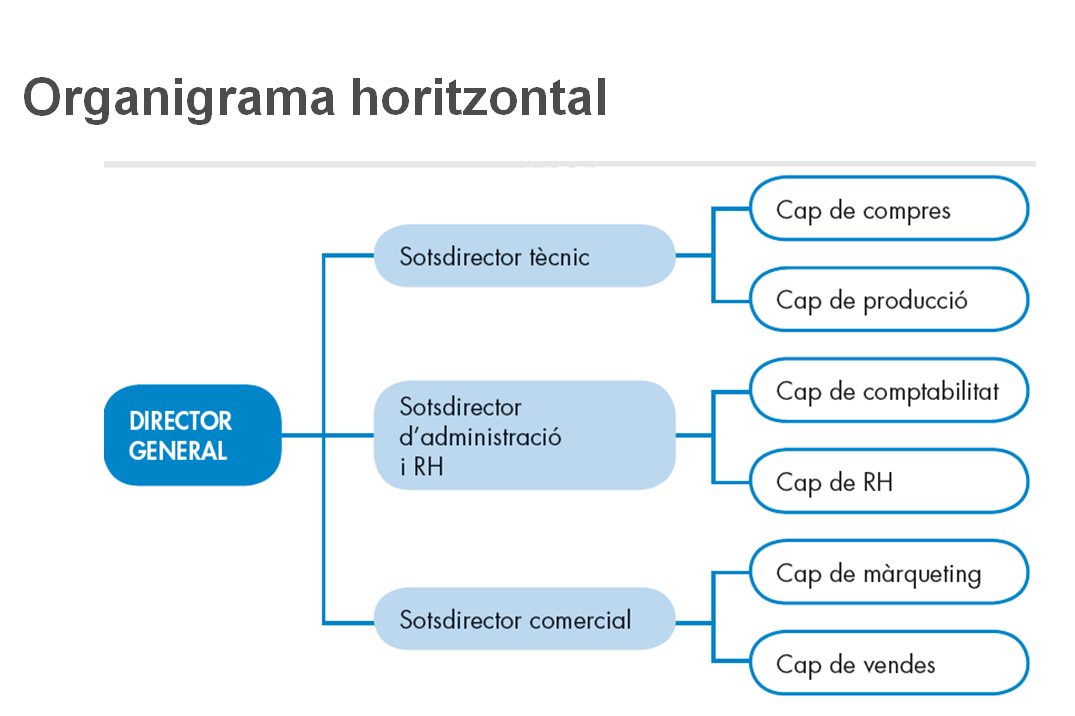 Organigrama horitzontal
DIRECTOR
GENERAL
Sotsdirector tècnic
Cap de compres
Cap de producció
Sotsdirector
d’administració
i RH
Cap de comptabilitat
Cap de RH
Sotsdirector comercial
Cap de màrqueting
Cap de vendes